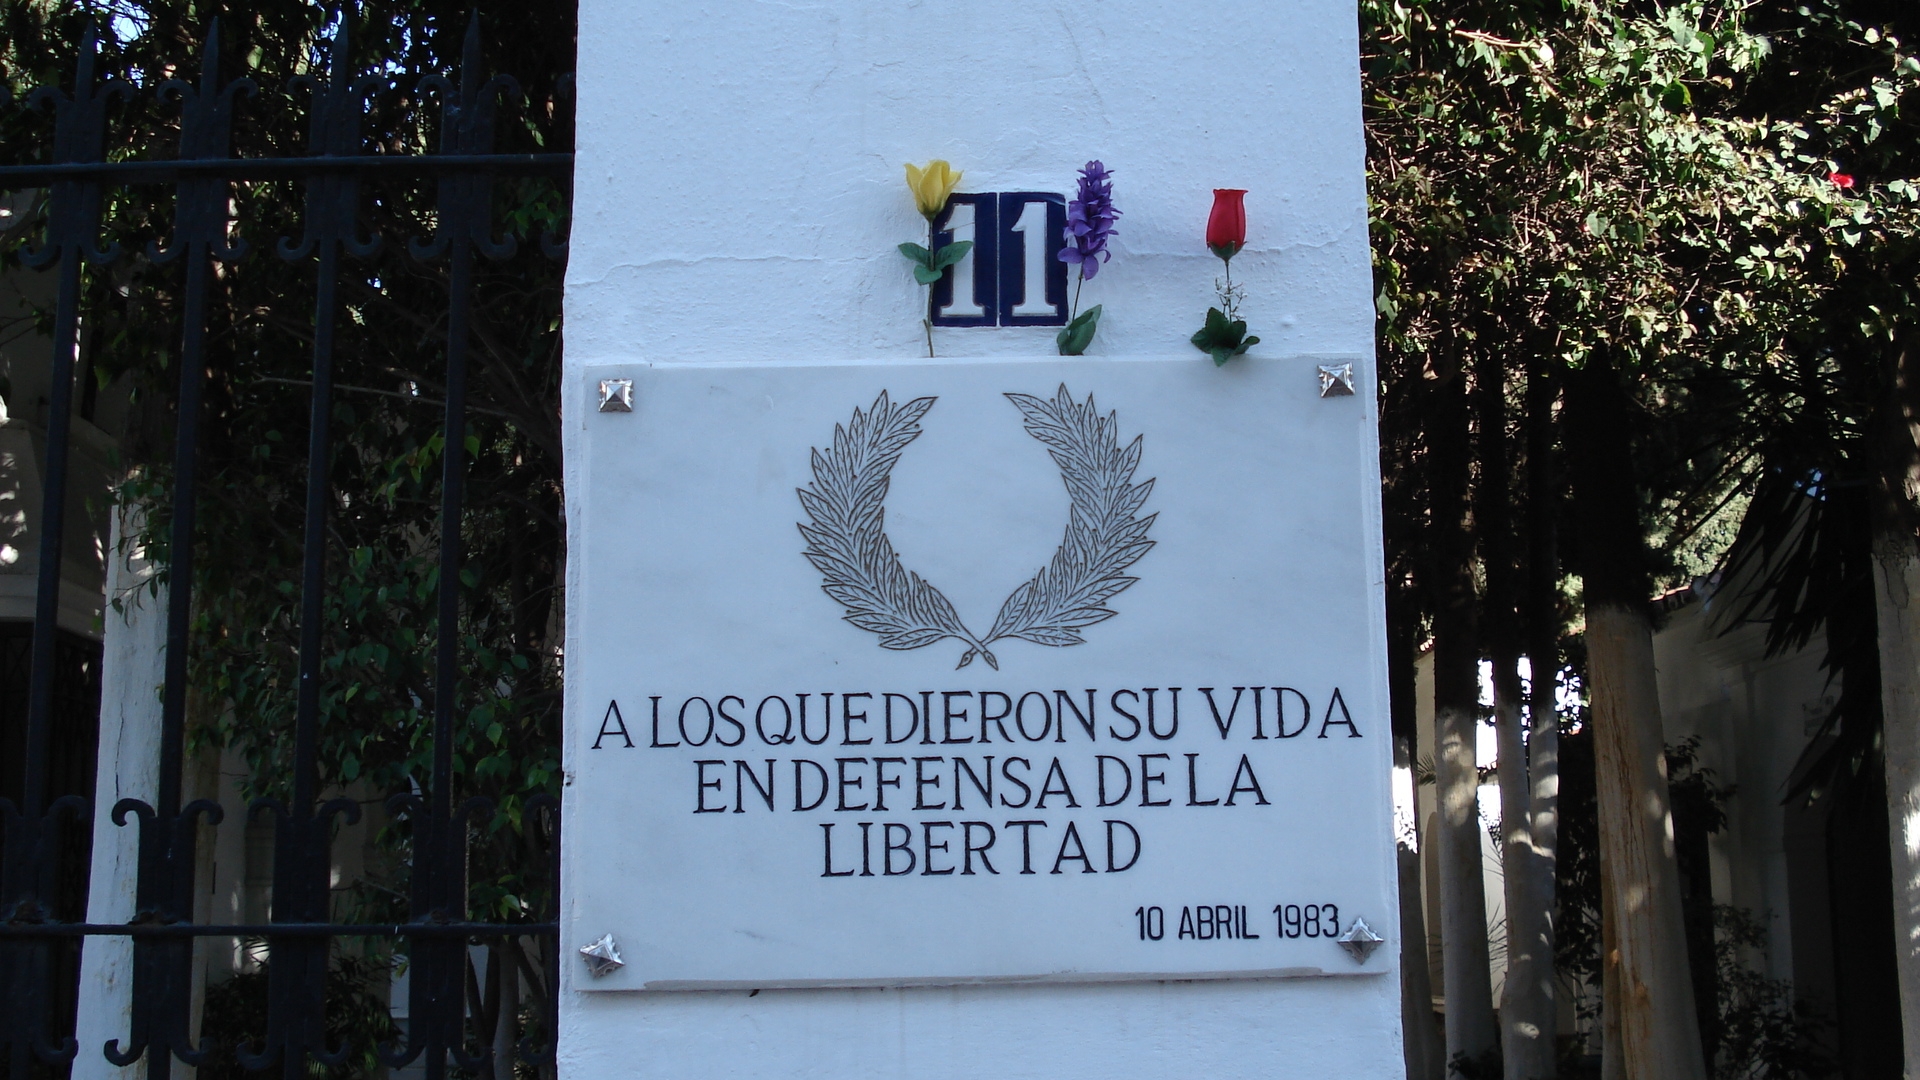 11
A LOS QUE DIERON SU VIDA
EN DEFENSA DE LA
LIBERTAD
10 ABRIL 1983